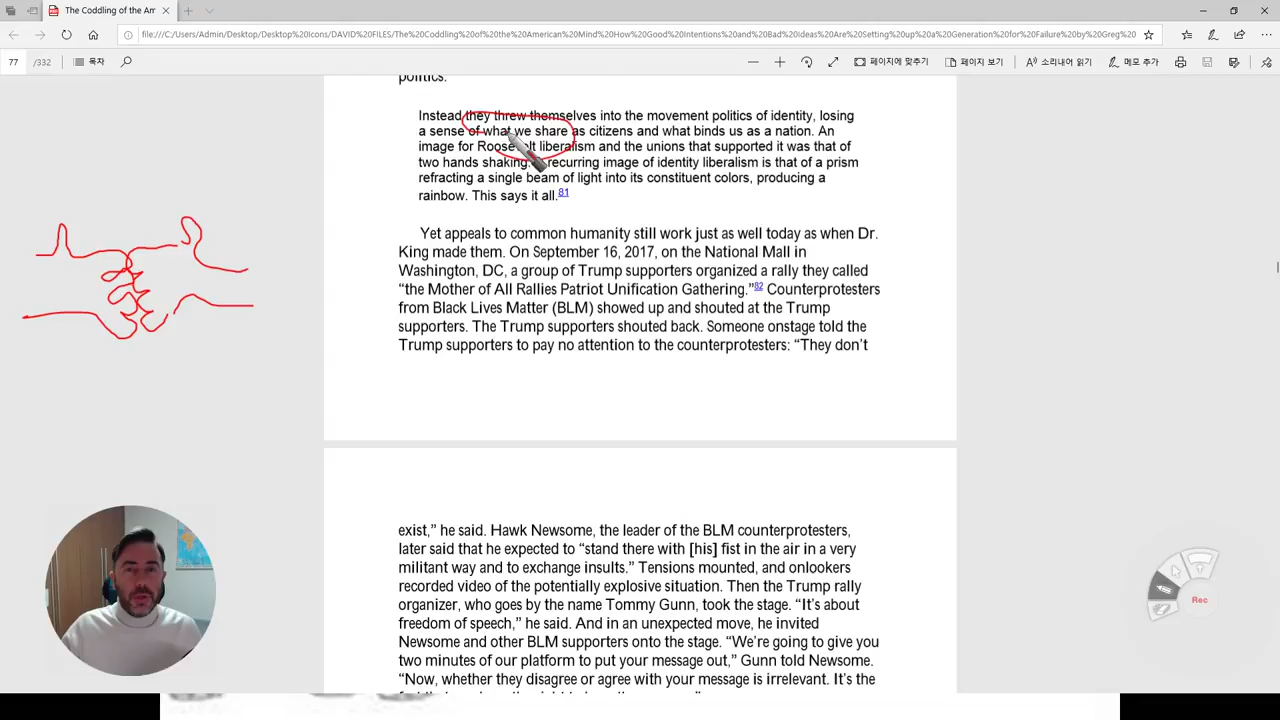 The Coddling of the Am
file:///C:/Users/Admin/Desktop/Desktop%20Icons/DAVID%20FILES/The%20Coddling%20of%20the%20American%20Mind%20How%20Good%20Intentions%20and%20Bad%20Ideas%20Are%20Setting%20up%20a%20Generation%20for%20Failure%20by%20Greg%20
77 /332 목차 페이지에 맞추기 페이지 보기 소리내어 읽기 메모 추가
politics.
Instead they threw themselves into the movement politics of identity, losing
a sense of what we share as citizens and what binds us as a nation. An
image for Roosevelt liberalism and the unions that supported it was that of
two hands shaking. recurring image of identity liberalism is that of a prism
refracting a single beam of light into its constituent colors, producing a
rainbow. This says it all.81
Yet appeals to common humanity still work just as well today as when Dr.
King made them. On September 16, 2017, on the National Mall in
Washington, DC, a group of Trump supporters organized a rally they called
“the Mother of All Rallies Patriot Unification Gathering.”82 Counterprotesters
from Black Lives Matter (BLM) showed up and shouted at the Trump
supporters. The Trump supporters shouted back. Someone onstage told the
Trump supporters to pay no attention to the counterprotesters: “They don’t
exist,” he said. Hawk Newsome, the leader of the BLM counterprotesters,
later said that he expected to “stand there with [his] fist in the air in a very
militant way and to exchange insults.” Tensions mounted, and onlookers
recorded video of the potentially explosive situation. Then the Trump rally
organizer, who goes by the name Tommy Gunn, took the stage. “It’s about
freedom of speech,” he said. And in an unexpected move, he invited
Newsome and other BLM supporters onto the stage. “We’re going to give you
two minutes of our platform to put your message out,” Gunn told Newsome.
“Now, whether they disagree or agree with your message is irrelevant. It’s the
Rec